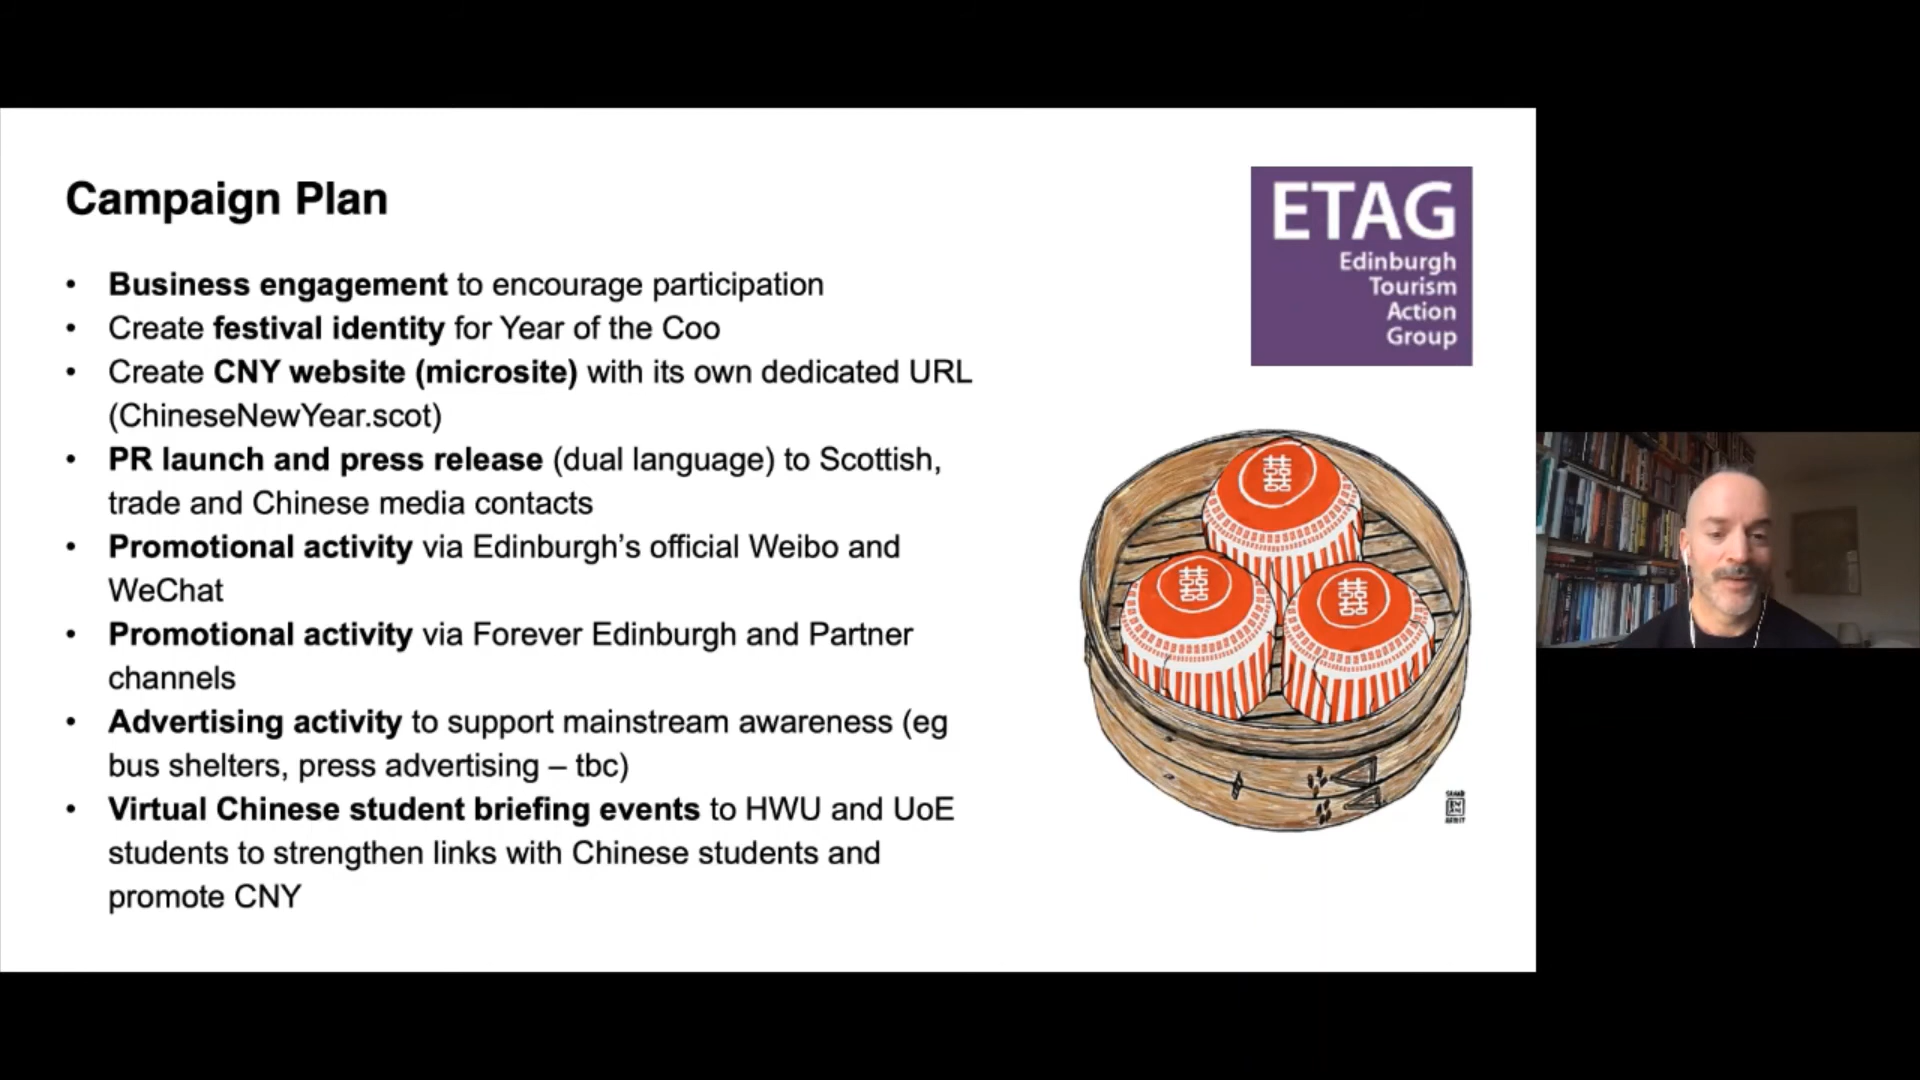 Campaign Plan
• Business engagement to encourage participation
• Create festival identity for Year of the Coo
• Create CNY website (microsite) with its own dedicated URL
(ChineseNewYear.scot)
• PR launch and press release (dual language) to Scottish,
trade and Chinese media contacts
• Promotional activity via Edinburgh’s official Weibo and
WeChat
• Promotional activity via Forever Edinburgh and Partner
channels
• Advertising activity to support mainstream awareness (eg
bus shelters, press advertising – tbc)
• Virtual Chinese student briefing events to HWU and UoE
students to strengthen links with Chinese students and
promote CNY
ETAG
Edinburgh
Tourism
Action
Group
囍
囍
囍